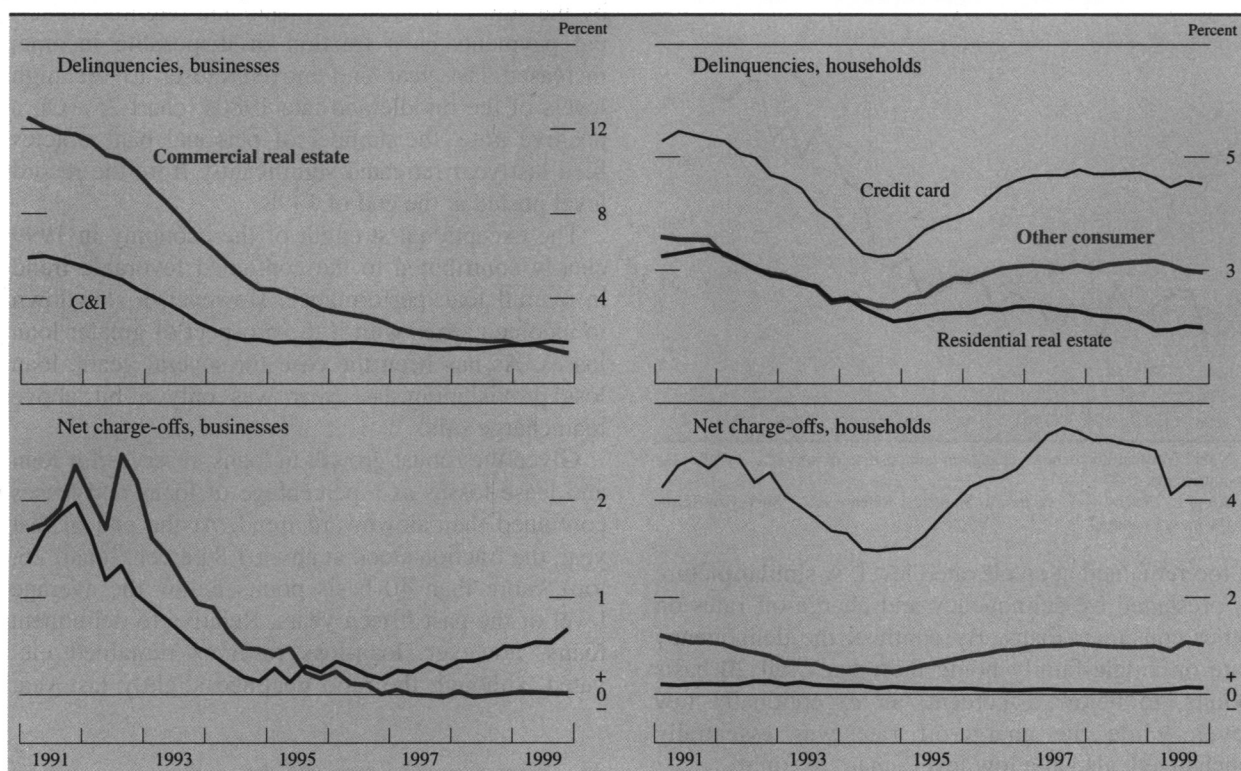 Percent
Delinquencies, businesses
12
Commercial real estate
8
C&I
4
Net charge-offs, businesses
2
1
+
0
−
1991 1993 1995 1997 1999
Percent
Delinquencies, households
5
Credit card
Other consumer
3
Residential real estate
Net charge-offs, households
4
2
+
0
−
1991 1993 1995 1997 1999